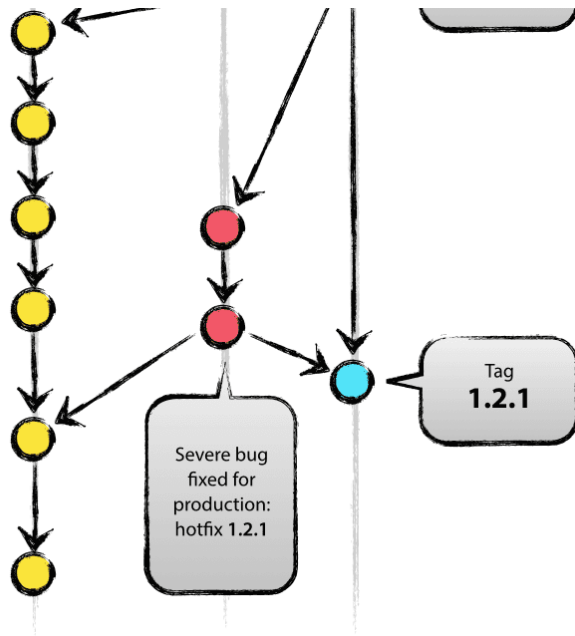 Tag
1.2.1
Severe bug
fixed for
production:
hotfix 1.2.1